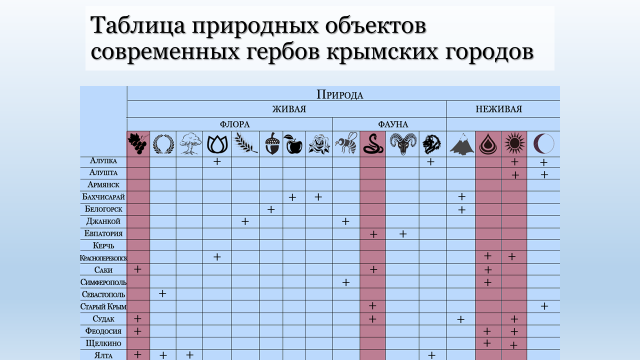 Таблица природных объектов
современных гербов крымских городов
Природа
живая неживая
флора фауна
Алупка + + + +
Алушта + +
Армянск
Бахчисарай + + +
Белогорск + +
Джанкой + +
Евпатория + +
Керчь
Красноперекопск + + +
Саки + + +
Симферополь + +
Севастополь +
Старый Крым + +
Судак + + + +
Феодосия + + +
Щелкино + +
Ялта + + + +